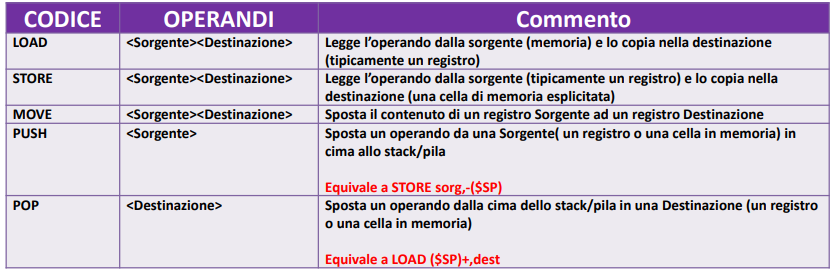 CODICE OPERANDI Commento
LOAD <Sorgente><Destinazione> Legge l’operando dalla sorgente (memoria) e lo copia nella destinazione
(tipicamente un registro)
STORE <Sorgente><Destinazione> Legge l’operando dalla sorgente (tipicamente un registro) e lo copia nella
destinazione (una cella di memoria esplicitata)
MOVE <Sorgente><Destinazione> Sposta il contenuto di un registro Sorgente ad un registro Destinazione
PUSH <Sorgente> Sposta un operando da una Sorgente( un registro o una cella in memoria) in
cima allo stack/pila
Equivale a STORE sorg,-($SP)
POP <Destinazione> Sposta un operando dalla cima dello stack/pila in una Destinazione (un registro
o una cella in memoria)
Equivale a LOAD ($SP)+,dest